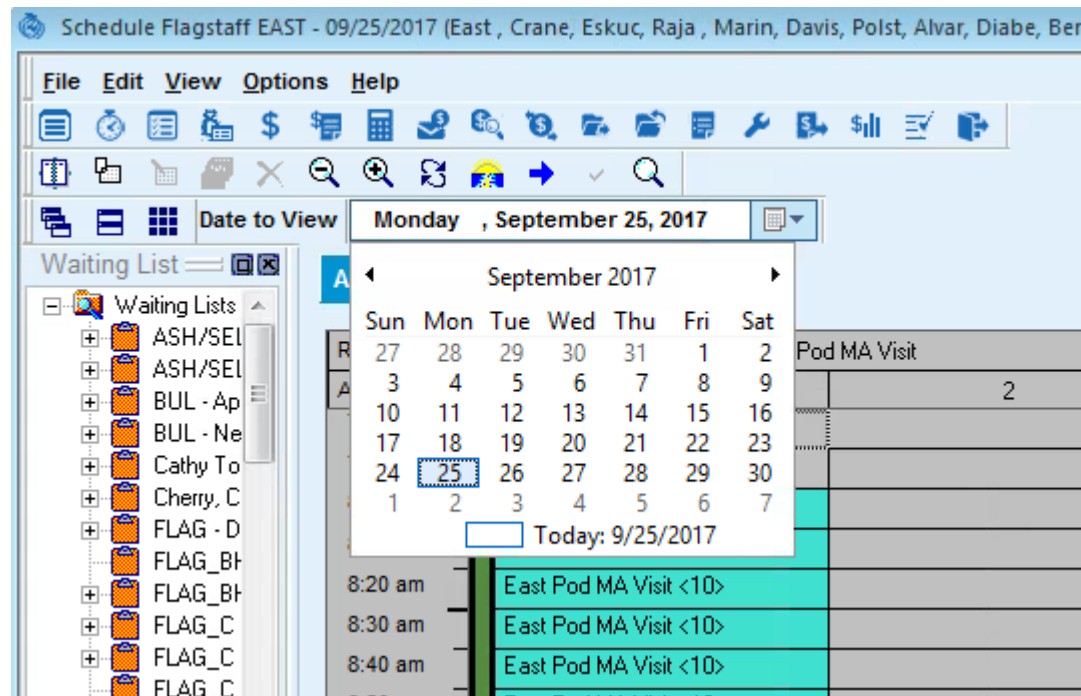 Schedule Flagstaff EAST - 09/25/2017 (East , Crane, Eskuc, Raja , Marin, Davis, Polst, Alvar, Diabe, Ber
File Edit View Options Help
Date to View Monday , September 25, 2017
Waiting List
Waiting Lists
ASH/SEL
ASH/SEL
BUL - Ap
BUL - Ne
Cathy To
Cherry, C
FLAG - D
FLAG_BH
FLAG_BH
FLAG_C
FLAG_C
FLAG_C
September 2017
Sun Mon Tue Wed Thu Fri Sat
27 28 29 30 31 1 2
3 4 5 6 7 8 9
10 11 12 13 14 15 16
17 18 19 20 21 22 23
24 25 26 27 28 29 30
1 2 3 4 5 6 7
Today: 9/25/2017
Pod MA Visit
2
8:20 am East Pod MA Visit <10>
8:30 am East Pod MA Visit <10>
8:40 am East Pod MA Visit <10>